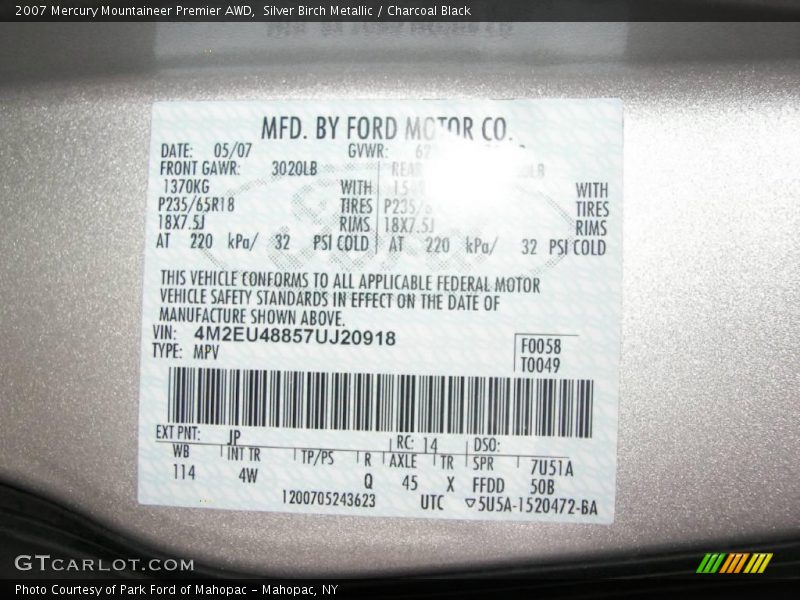 2007 Mercury Mountaineer Premier AWD,  Silver Birch Metallic / Charcoal Black
MFD. BY FORD MOTOR CO.
DATE: 05/07 GVWR:
FRONT GAWR: 3020LB
1370KG WITH WITH
P235/65R18 TIRES TIRES
18X7.5J RIMS 18X7.5J RIMS
AT 220 kPa/ 32 PSI COLD AT 220 kPa/ 32 PSI COLD
THIS VEHICLE CONFORMS TO ALL APPLICABLE FEDERAL MOTOR
VEHICLE SAFETY STANDARDS IN EFFECT ON THE DATE OF
MANUFACTURE SHOWN ABOVE.
VIN: 4M2EU48857UJ20918
TYPE: MPV
F0058
T0049
EXT PNT: JP RC: 14 DSO:
WB INT TR TP/PS R AXLE TR SPR 7U51A
114 4W Q 45 X FFDD 50B
1200705243623 UTC ▽5U5A-1520472-BA
GTCARLOT.COM
Photo Courtesy of Park Ford of Mahopac - Mahopac, NY